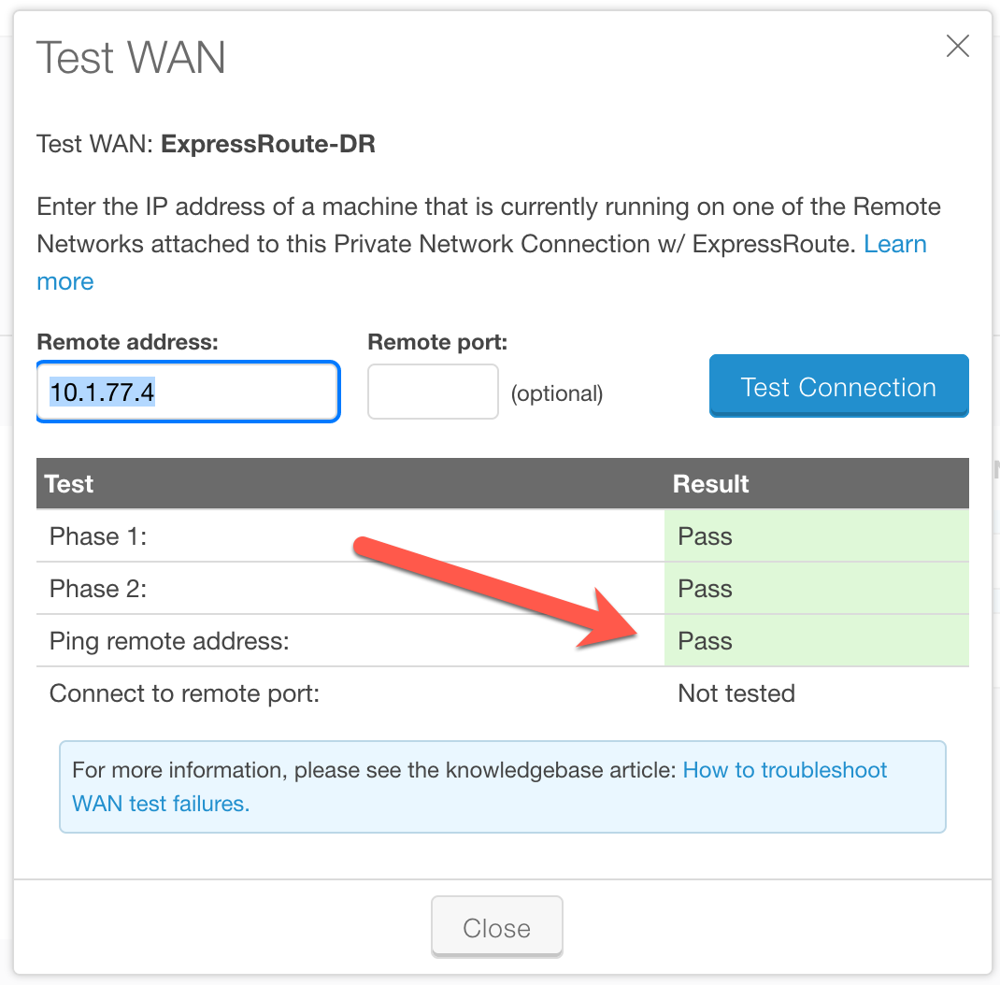 Test WAN
Test WAN: ExpressRoute-DR
Enter the IP address of a machine that is currently running on one of the Remote
Networks attached to this Private Network Connection w/ ExpressRoute. Learn
more
Remote address: Remote port:
10.1.77.4 (optional) Test Connection
Test Result
Phase 1: Pass
Phase 2: Pass
Ping remote address: Pass
Connect to remote port: Not tested
For more information, please see the knowledgebase article: How to troubleshoot
WAN test failures.
Close